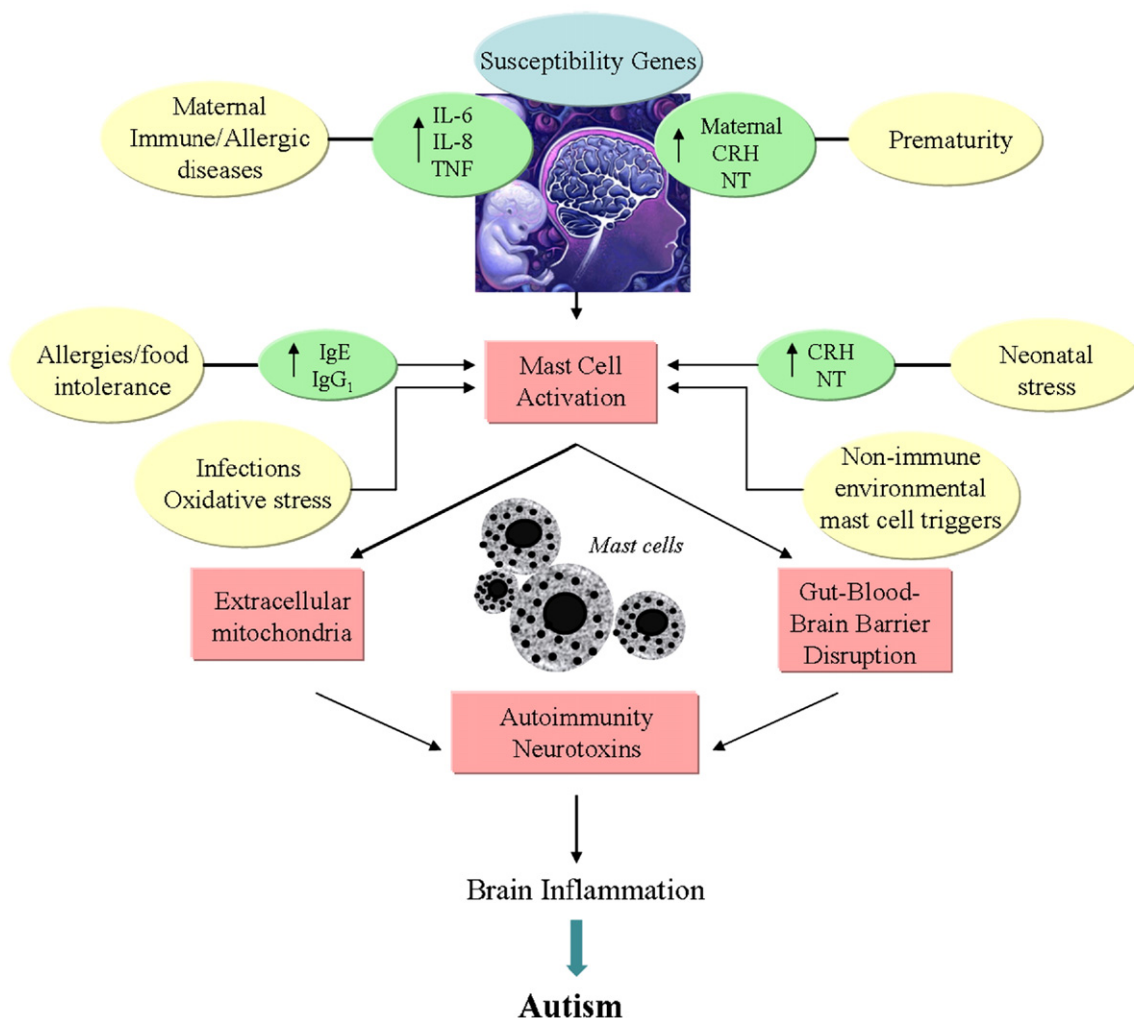 Susceptibility Genes
Maternal
Immune/Allergic
diseases
↑ IL-6
IL-8
TNF
↑ Maternal
CRH
NT
Prematurity
Allergies/food
intolerance
↑ IgE
IgG₁
Mast Cell
Activation
↑ CRH
NT
Neonatal
stress
Infections
Oxidative stress
Non-immune
environmental
mast cell triggers
Mast cells
Extracellular
mitochondria
Gut-Blood-
Brain Barrier
Disruption
Autoimmunity
Neurotoxins
Brain Inflammation
Autism